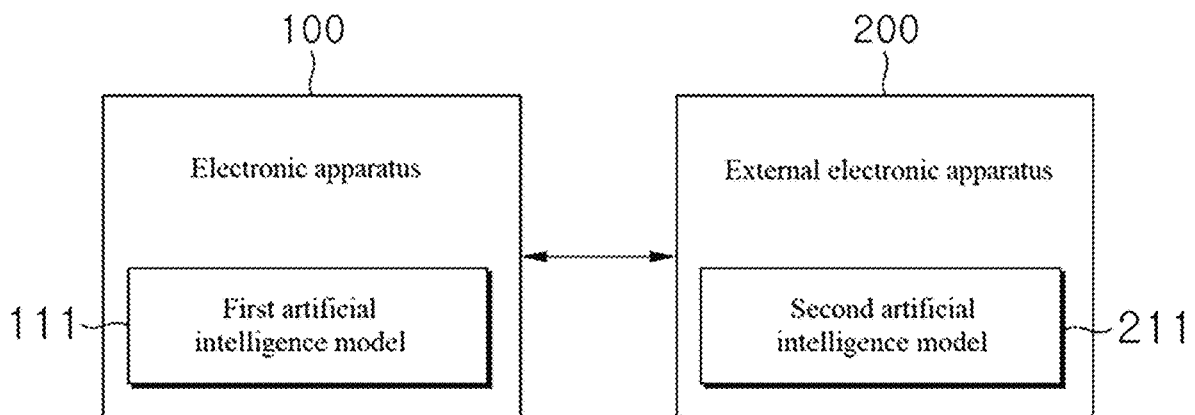 100
200
Electronic apparatus
External electronic apparatus
111
First artificial
intelligence model
Second artificial
intelligence model
211